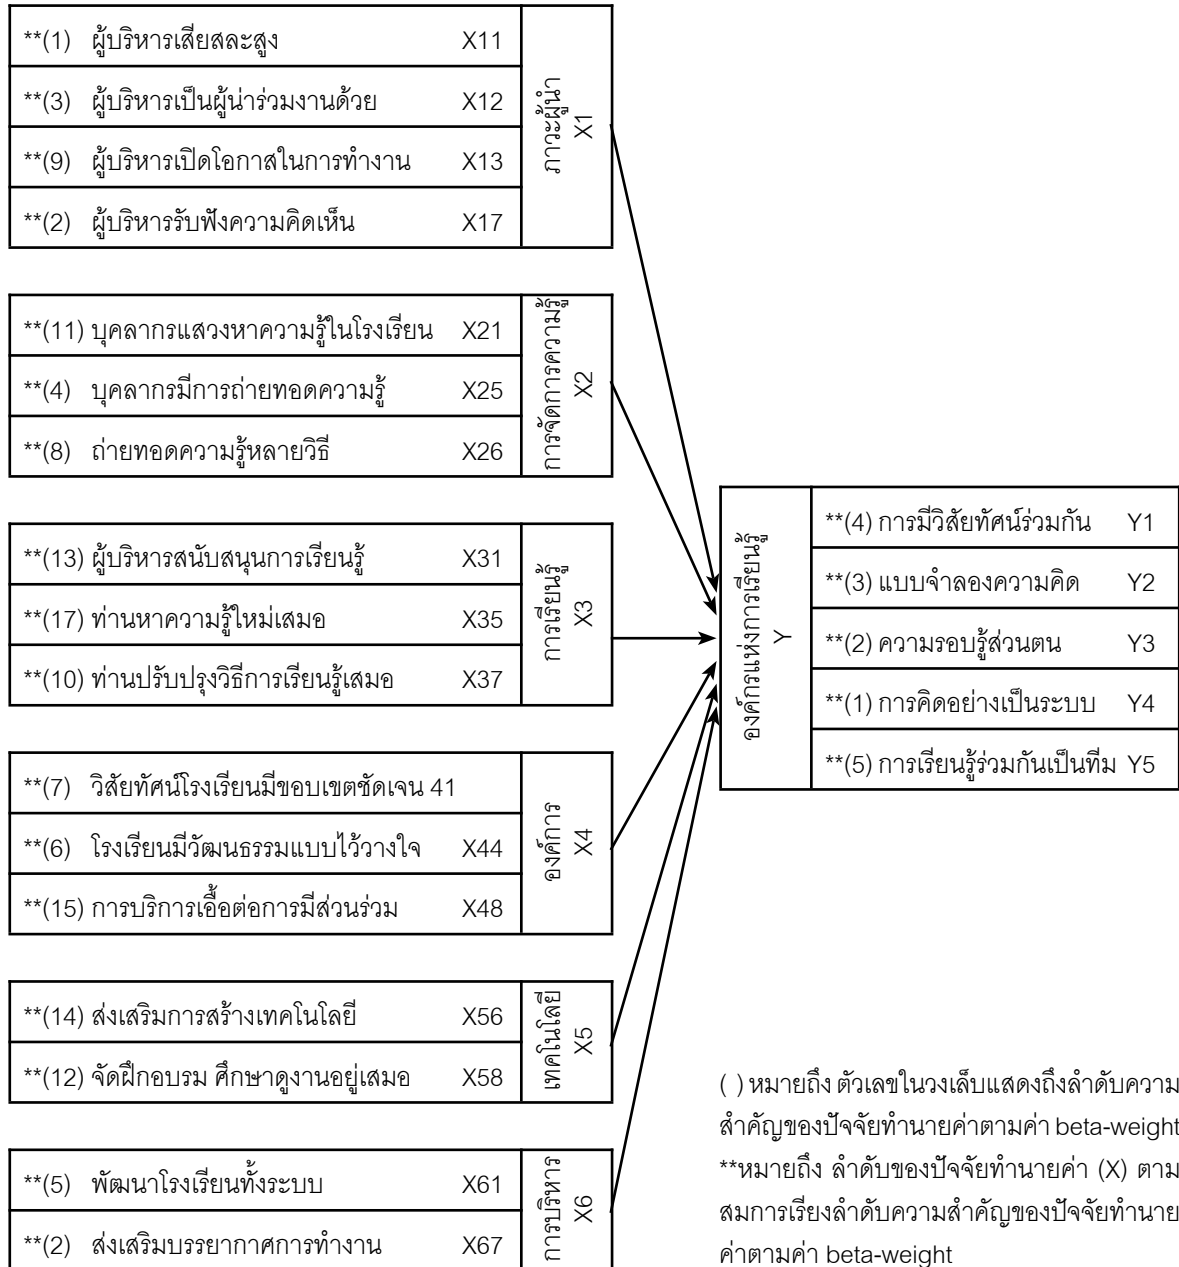 **(1) ผู้บริหารเสียสละสูง X11
**(3) ผู้บริหารเป็นผู้น่าร่วมงานด้วย X12
**(9) ผู้บริหารเปิดโอกาสในการทำงาน X13
**(2) ผู้บริหารรับฟังความคิดเห็น X17
ภาวะผู้นำ
X1
**(11) บุคลากรแสวงหาความรู้ในโรงเรียน X21
**(4) บุคลากรมีการถ่ายทอดความรู้ X25
**(8) ถ่ายทอดความรู้หลายวิธี X26
การจัดการความรู้
X2
**(13) ผู้บริหารสนับสนุนการเรียนรู้ X31
**(17) ท่านหาความรู้ใหม่เสมอ X35
**(10) ท่านปรับปรุงวิธีการเรียนรู้เสมอ X37
การเรียนรู้
X3
**(7) วิสัยทัศน์โรงเรียนมีขอบเขตชัดเจน 41
**(6) โรงเรียนมีวัฒนธรรมแบบไว้วางใจ X44
**(15) การบริการเอื้อต่อการมีส่วนร่วม X48
องค์การ
X4
**(14) ส่งเสริมการสร้างเทคโนโลยี X56
**(12) จัดฝึกอบรม ศึกษาดูงานอยู่เสมอ X58
เทคโนโลยี
X5
**(5) พัฒนาโรงเรียนทั้งระบบ X61
**(2) ส่งเสริมบรรยากาศการทำงาน X67
การบริหาร
X6
องค์กรแห่งการเรียนรู้
Y
**(4) การมีวิสัยทัศน์ร่วมกัน Y1
**(3) แบบจำลองความคิด Y2
**(2) ความรอบรู้ส่วนตน Y3
**(1) การคิดอย่างเป็นระบบ Y4
**(5) การเรียนรู้ร่วมกันเป็นทีม Y5
( ) หมายถึง ตัวเลขในวงเล็บแสดงถึงลำดับความ
สำคัญของปัจจัยทำนายค่าตามค่า beta-weight
**หมายถึง ลำดับของปัจจัยทำนายค่า (X) ตาม
สมการเรียงลำดับความสำคัญของปัจจัยทำนาย
ค่าตามค่า beta-weight